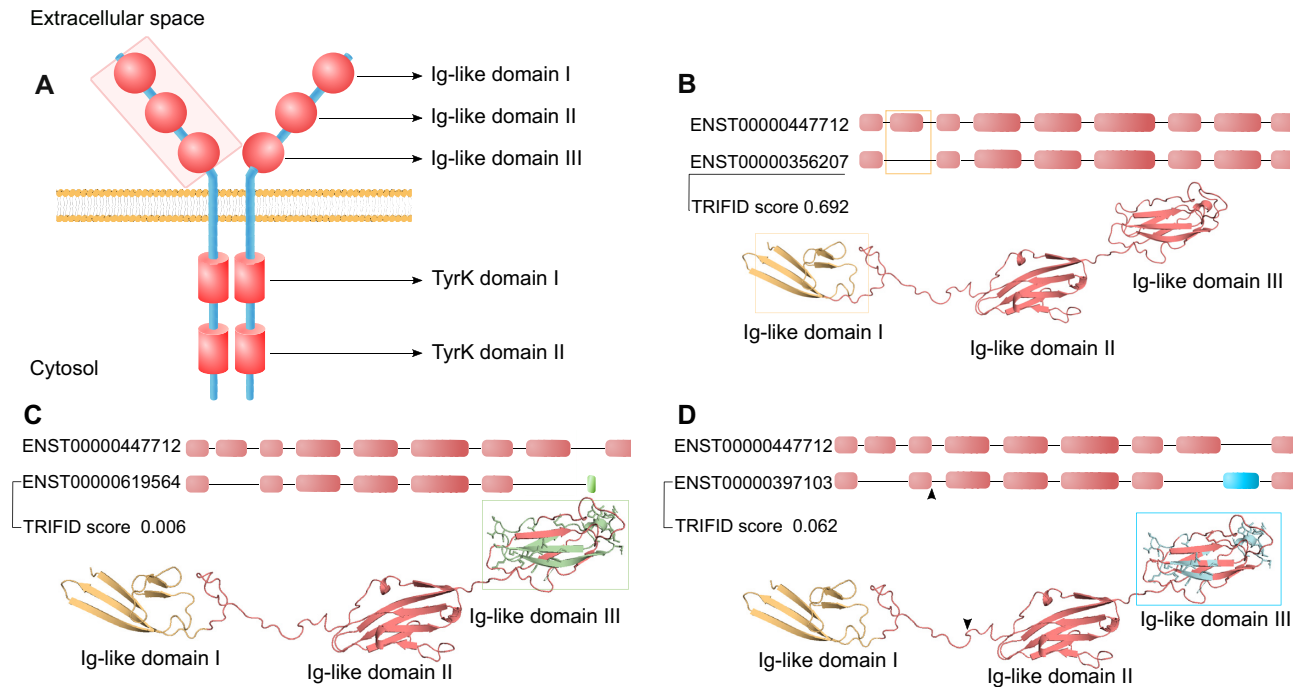 Extracellular space
A
Ig-like domain I
Ig-like domain II
Ig-like domain III
TyrK domain I
TyrK domain II
Cytosol
B
ENST00000447712
ENST00000356207
TRIFID score 0.692
Ig-like domain I
Ig-like domain II
Ig-like domain III
C
ENST00000447712
ENST00000619564
TRIFID score 0.006
Ig-like domain I
Ig-like domain II
Ig-like domain III
D
ENST00000447712
ENST00000397103
TRIFID score 0.062
Ig-like domain I
Ig-like domain II
Ig-like domain III